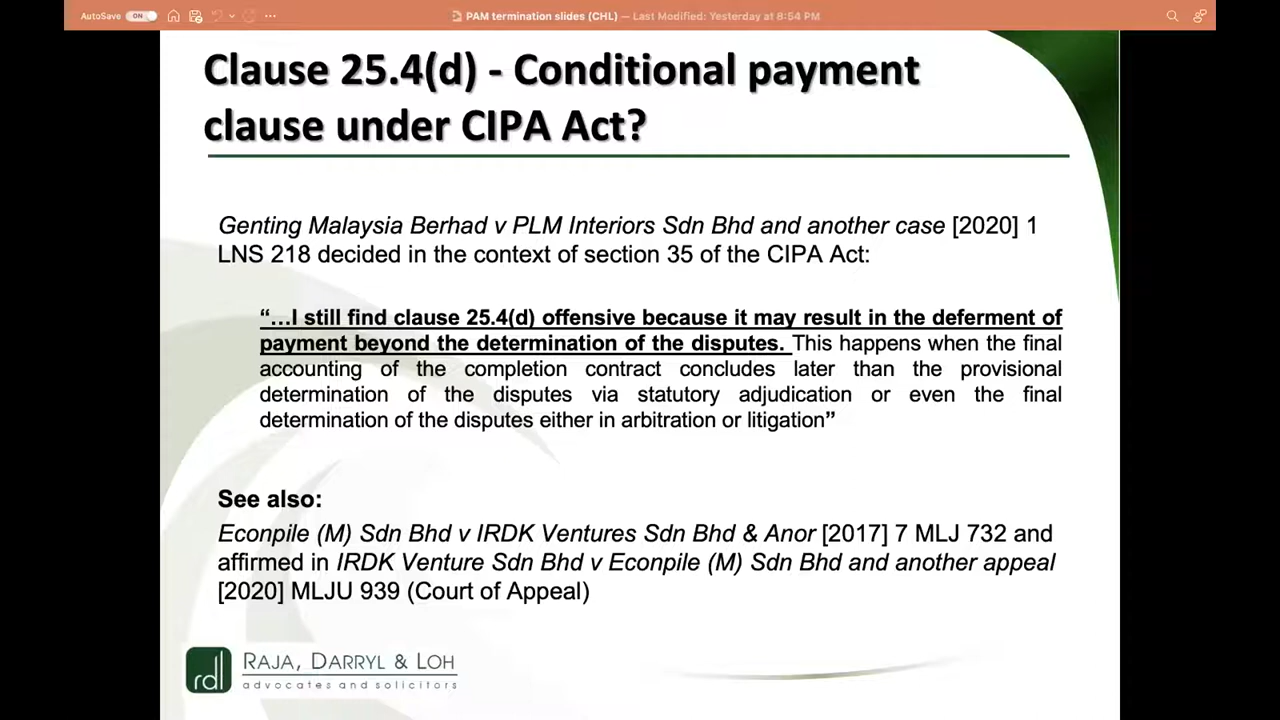 AutoSave ON
PAM termination slides (CHL) — Last Modified: Yesterday at 8:54 PM
Clause 25.4(d) - Conditional payment
clause under CIPA Act?
Genting Malaysia Berhad v PLM Interiors Sdn Bhd and another case [2020] 1
LNS 218 decided in the context of section 35 of the CIPA Act:
“…I still find clause 25.4(d) offensive because it may result in the deferment of
payment beyond the determination of the disputes. This happens when the final
accounting of the completion contract concludes later than the provisional
determination of the disputes via statutory adjudication or even the final
determination of the disputes either in arbitration or litigation”
See also:
Econpile (M) Sdn Bhd v IRDK Ventures Sdn Bhd & Anor [2017] 7 MLJ 732 and
affirmed in IRDK Venture Sdn Bhd v Econpile (M) Sdn Bhd and another appeal
[2020] MLJU 939 (Court of Appeal)
rdl
RAJA, DARRYL & LOH
advocates and solicitors